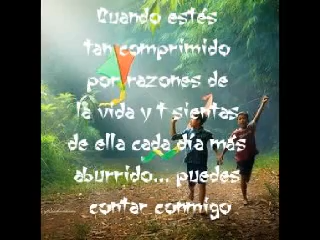 Cuando estés
tan comprimido
por razones de
la vida y t sientas
de ella cada día más
aburrido... puedes
contar conmigo